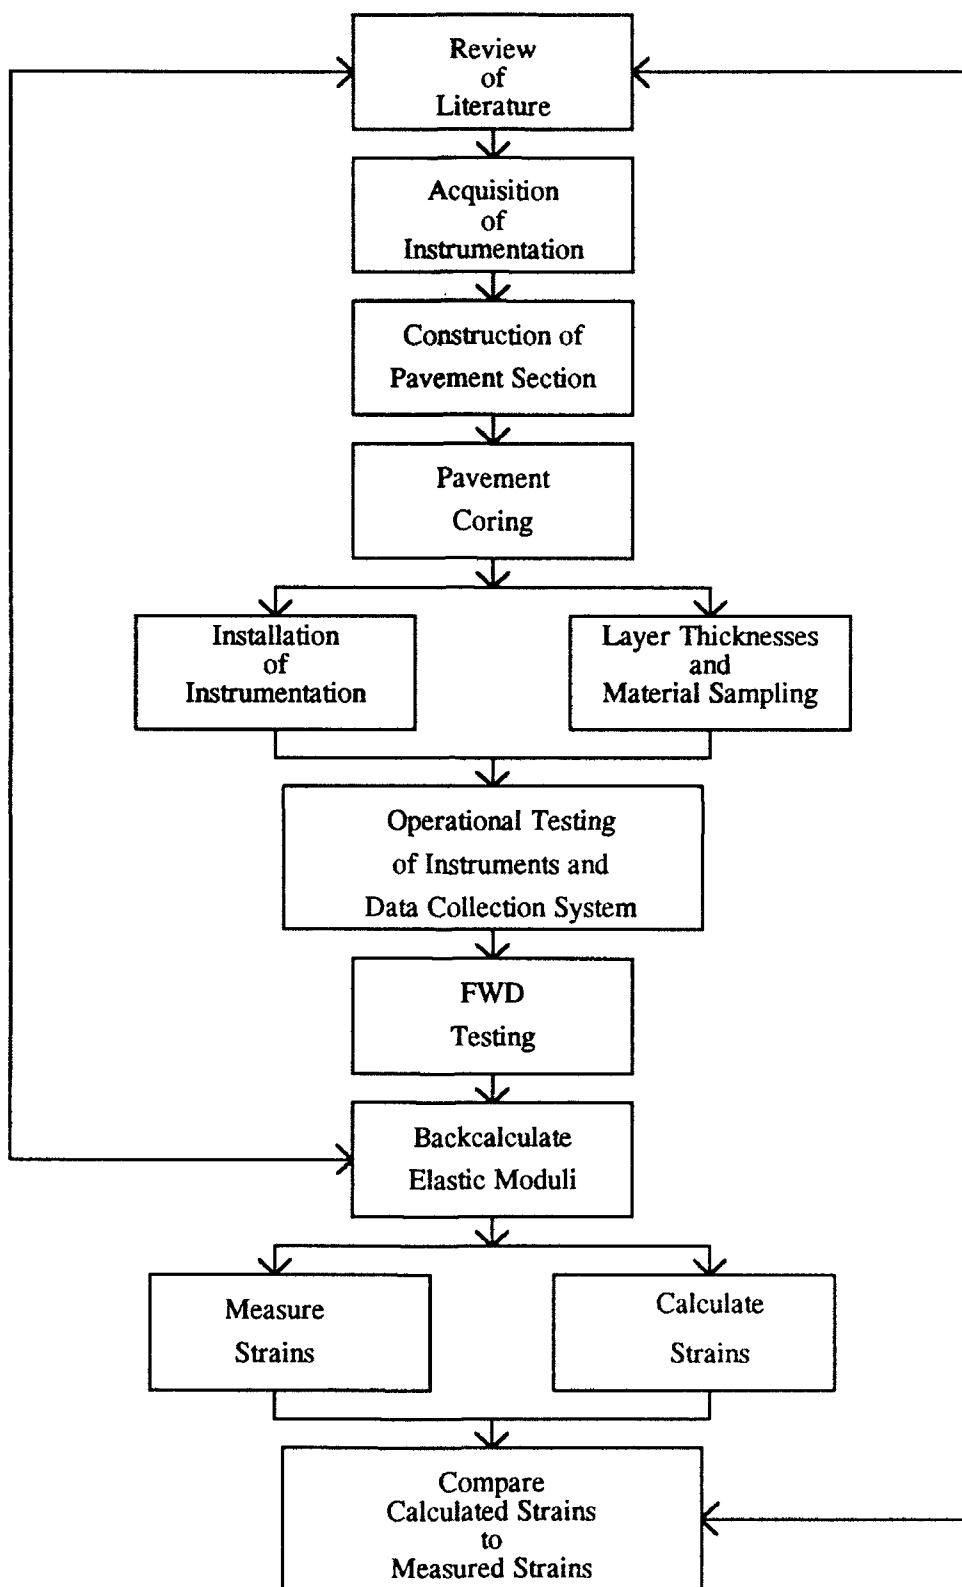 Review
of
Literature
Acquisition
of
Instrumentation
Construction of
Pavement Section
Pavement
Coring
Installation
of
Instrumentation
Layer Thicknesses
and
Material Sampling
Operational Testing
of Instruments and
Data Collection System
FWD
Testing
Backcalculate
Elastic Moduli
Measure
Strains
Calculate
Strains
Compare
Calculated Strains
to
Measured Strains